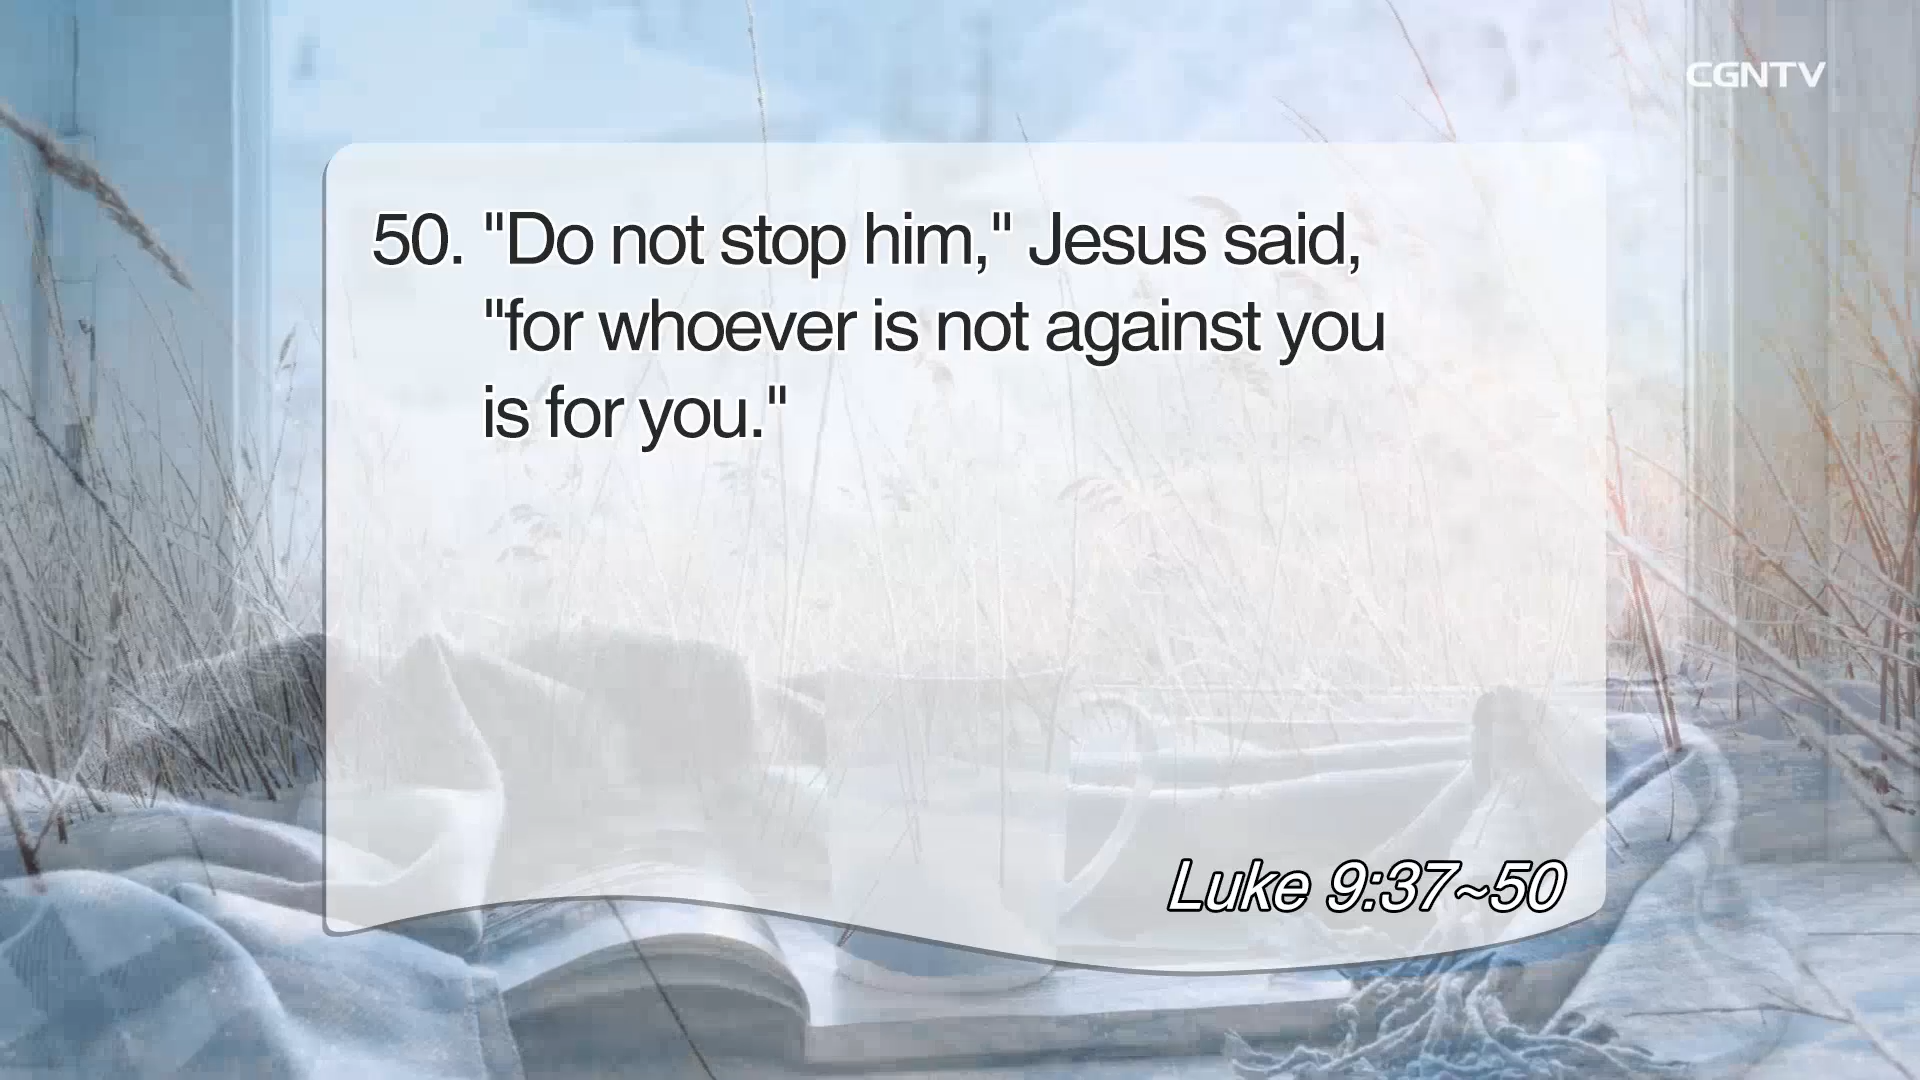 CGNTV
50. "Do not stop him," Jesus said,
"for whoever is not against you
is for you."
Luke 9:37~50